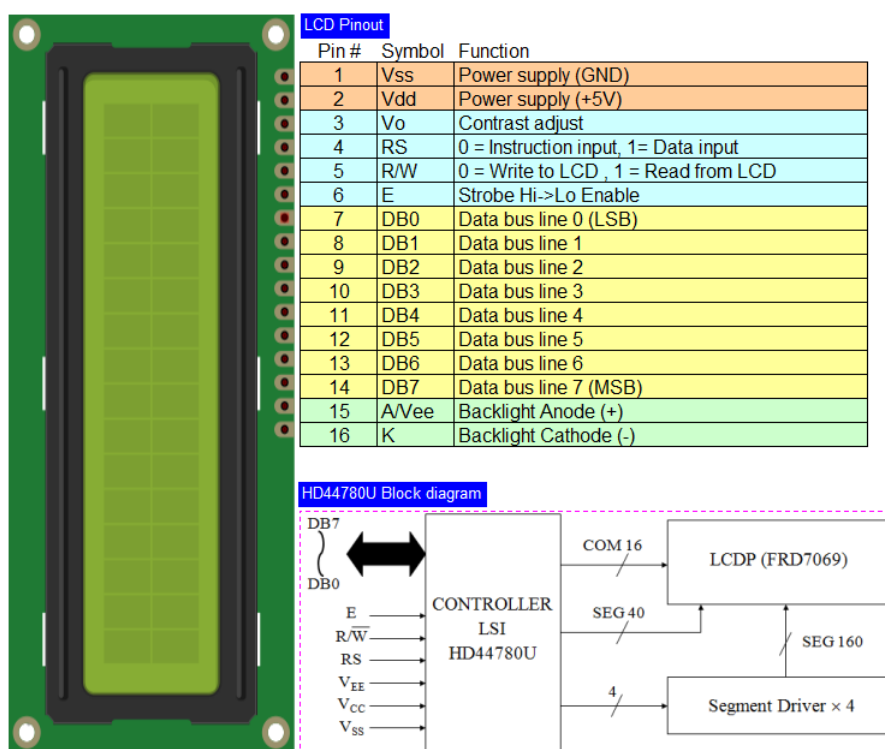 LCD Pinout
Pin # Symbol Function
1 Vss Power supply (GND)
2 Vdd Power supply (+5V)
3 Vo Contrast adjust
4 RS 0 = Instruction input, 1= Data input
5 R/W 0 = Write to LCD , 1 = Read from LCD
6 E Strobe Hi->Lo Enable
7 DB0 Data bus line 0 (LSB)
8 DB1 Data bus line 1
9 DB2 Data bus line 2
10 DB3 Data bus line 3
11 DB4 Data bus line 4
12 DB5 Data bus line 5
13 DB6 Data bus line 6
14 DB7 Data bus line 7 (MSB)
15 A/Vee Backlight Anode (+)
16 K Backlight Cathode (-)
HD44780U Block diagram
DB7
DB0
E
R/W̅
RS
VEE
VCC
VSS
CONTROLLER
LSI
HD44780U
COM 16
SEG 40
4
LCDP (FRD7069)
SEG 160
Segment Driver × 4